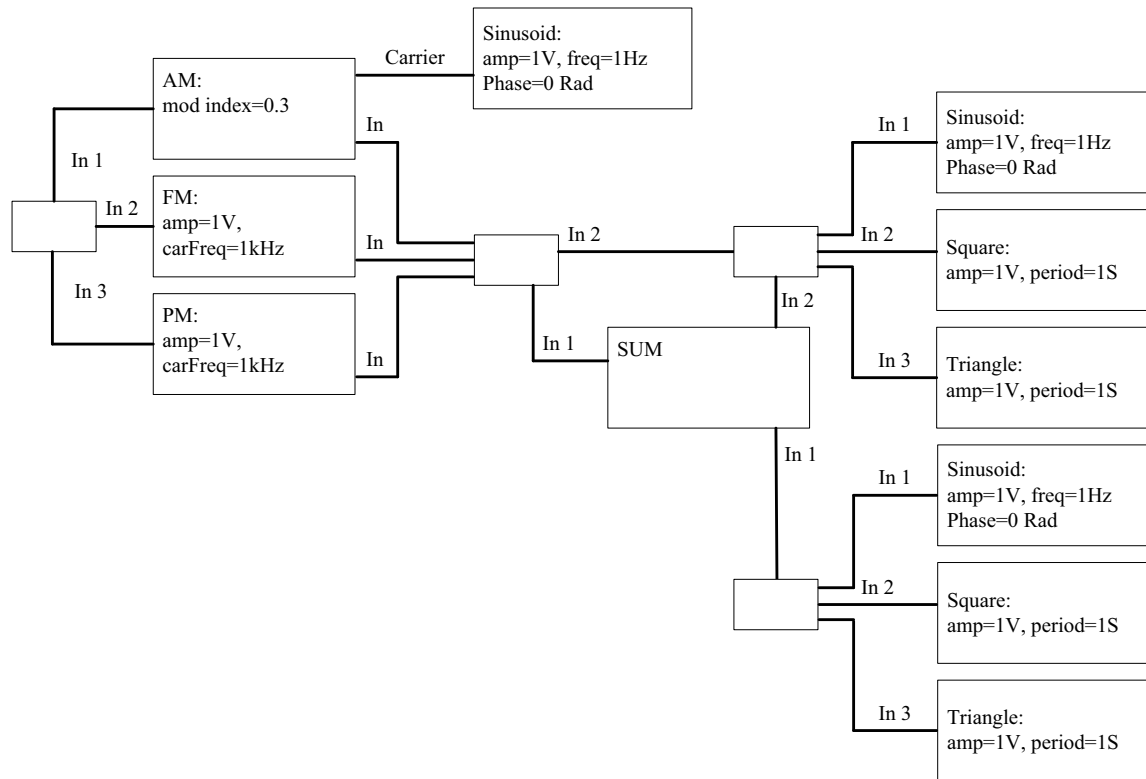 Sinusoid:
amp=1V, freq=1Hz
Phase=0 Rad
Carrier
AM:
mod index=0.3
In
In 1
In 2
FM:
amp=1V,
carFreq=1kHz
In
In 3
PM:
amp=1V,
carFreq=1kHz
In
In 2
In 1
SUM
In 2
In 1
In 1
Sinusoid:
amp=1V, freq=1Hz
Phase=0 Rad
In 2
Square:
amp=1V, period=1S
In 3
Triangle:
amp=1V, period=1S
In 1
Sinusoid:
amp=1V, freq=1Hz
Phase=0 Rad
In 2
Square:
amp=1V, period=1S
In 3
Triangle:
amp=1V, period=1S